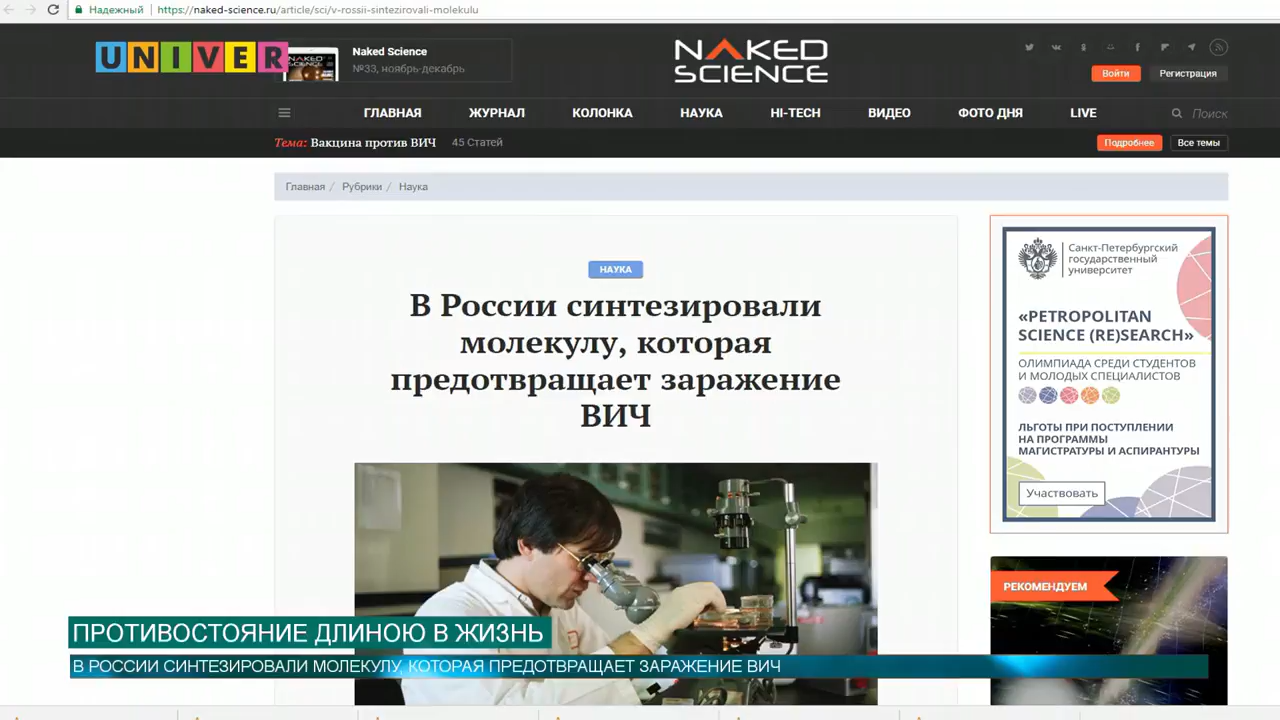 Надежный https://naked-science.ru/article/sci/v-rossii-sintezirovali-molekulu
UNIVER
Naked Science
№33, ноябрь-декабрь
NAKED
SCIENCE
Войти
Регистрация
ГЛАВНАЯ ЖУРНАЛ КОЛОНКА НАУКА HI-TECH ВИДЕО ФОТО ДНЯ LIVE Поиск
Тема: Вакцина против ВИЧ 45 Статей Подробнее Все темы
Главная / Рубрики / Наука
НАУКА
В России синтезировали
молекулу, которая
предотвращает заражение
ВИЧ
Санкт-Петербургский
государственный
университет
«PETROPOLITAN
SCIENCE (RE)SEARCH»
ОЛИМПИАДА СРЕДИ СТУДЕНТОВ
И МОЛОДЫХ СПЕЦИАЛИСТОВ
ЛЬГОТЫ ПРИ ПОСТУПЛЕНИИ
НА ПРОГРАММЫ
МАГИСТРАТУРЫ И АСПИРАНТУРЫ
Участвовать
РЕКОМЕНДУЕМ
ПРОТИВОСТОЯНИЕ ДЛИНОЮ В ЖИЗНЬ
В РОССИИ СИНТЕЗИРОВАЛИ МОЛЕКУЛУ, КОТОРАЯ ПРЕДОТВРАЩАЕТ ЗАРАЖЕНИЕ ВИЧ